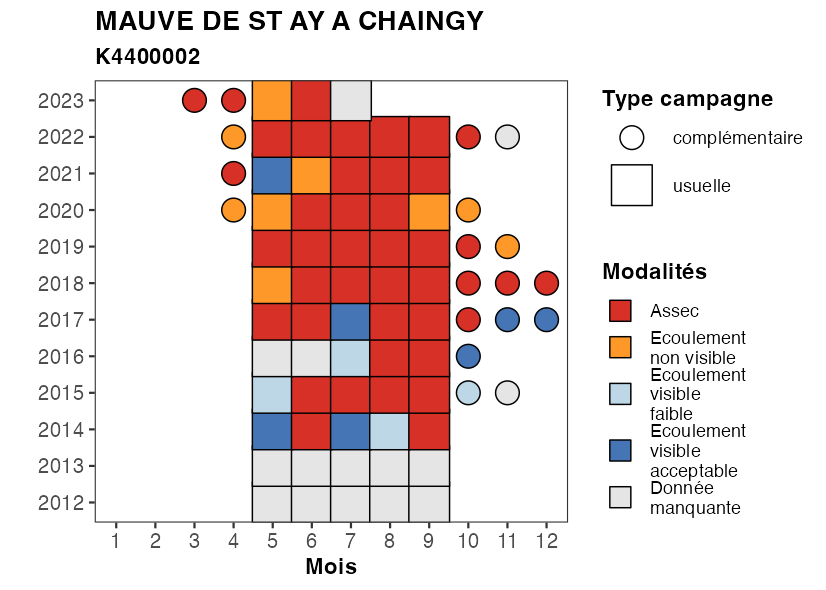 MAUVE DE ST AY A CHAINGY
K4400002
2023
2022
2021
2020
2019
2018
2017
2016
2015
2014
2013
2012
1 2 3 4 5 6 7 8 9 10 11 12
Mois
Type campagne
complémentaire
usuelle
Modalités
Assec
Ecoulement
non visible
Ecoulement
visible
faible
Ecoulement
visible
acceptable
Donnée
manquante